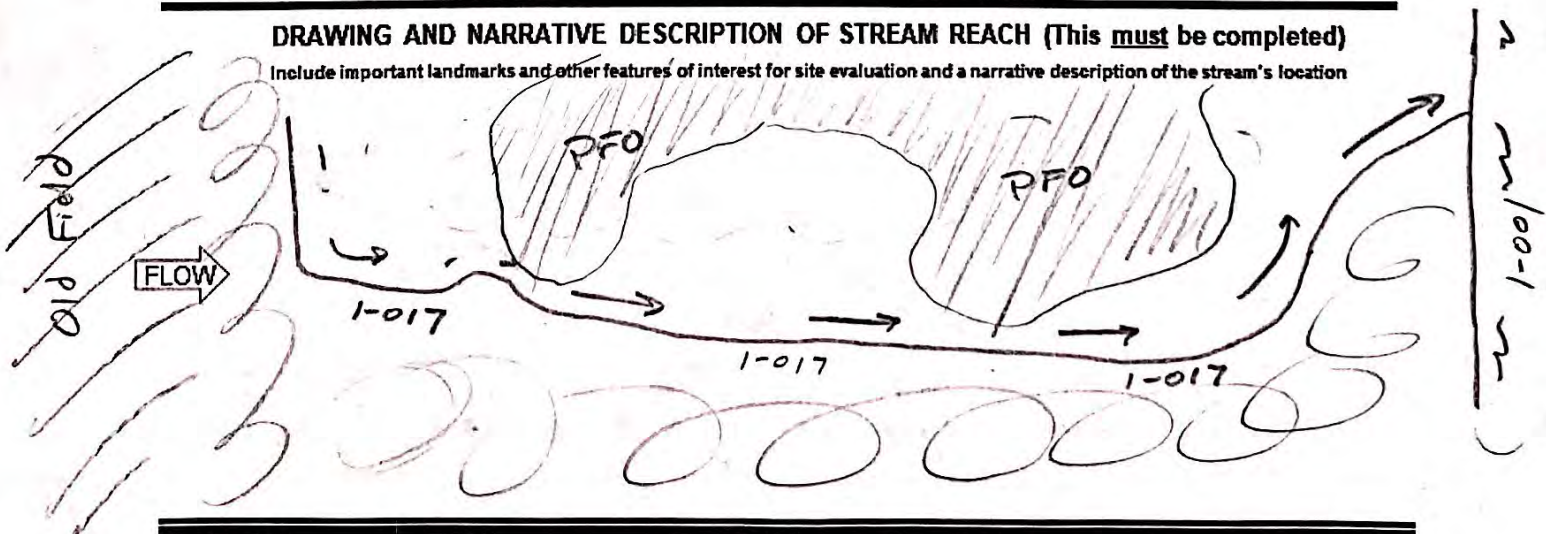 DRAWING AND NARRATIVE DESCRIPTION OF STREAM REACH (This must be completed)
Include important landmarks and other features of interest for site evaluation and a narrative description of the stream's location
PFO
PFO
Old Field
FLOW
1-017
1-017
1-017
1-001